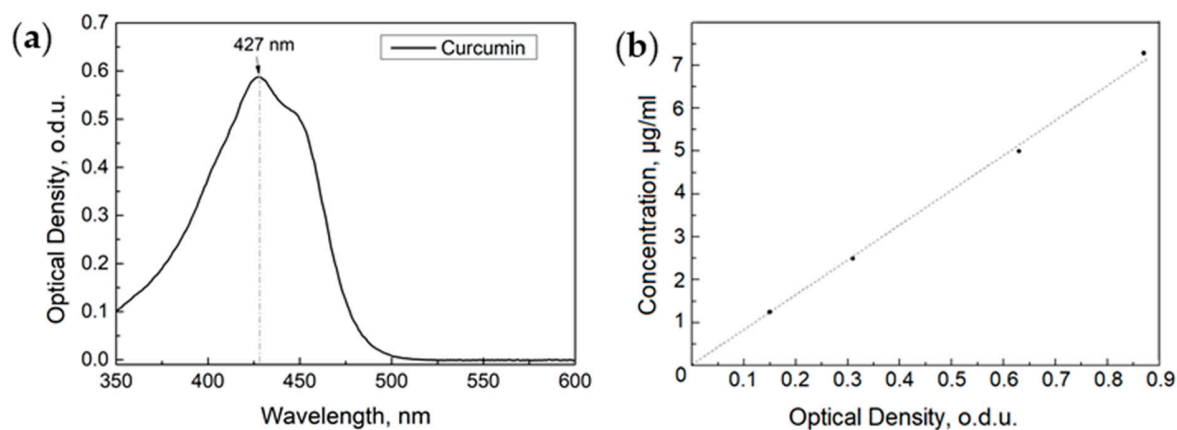 (a)
0.7
0.6
0.5
0.4
0.3
0.2
0.1
0.0
Optical Density, o.d.u.
427 nm
Curcumin
350 400 450 500 550 600
Wavelength, nm
(b)
7
6
5
4
3
2
1
0
Concentration, µg/ml
0.1 0.2 0.3 0.4 0.5 0.6 0.7 0.8 0.9
Optical Density, o.d.u.